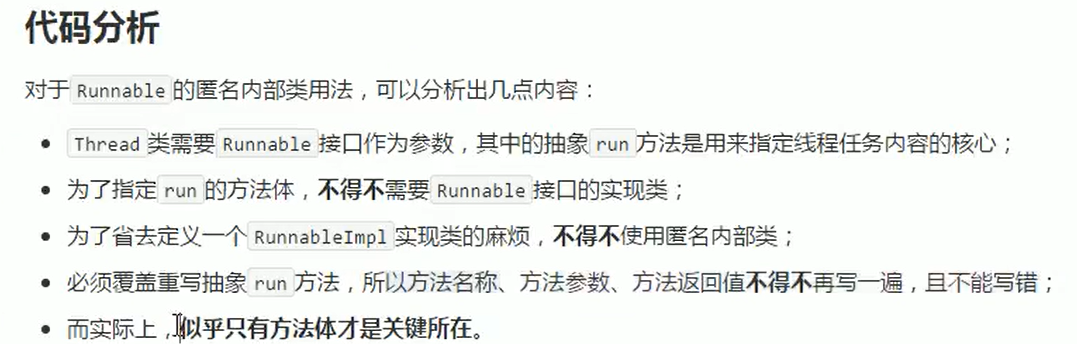 代码分析
对于Runnable的匿名内部类用法，可以分析出几点内容：
Thread类需要Runnable接口作为参数，其中的抽象run方法是用来指定线程任务内容的核心；
为了指定run的方法体，不得不需要Runnable接口的实现类；
为了省去定义一个RunnableImpl实现类的麻烦，不得不使用匿名内部类；
必须覆盖重写抽象run方法，所以方法名称、方法参数、方法返回值不得不再写一遍，且不能写错；
而实际上，似乎只有方法体才是关键所在。